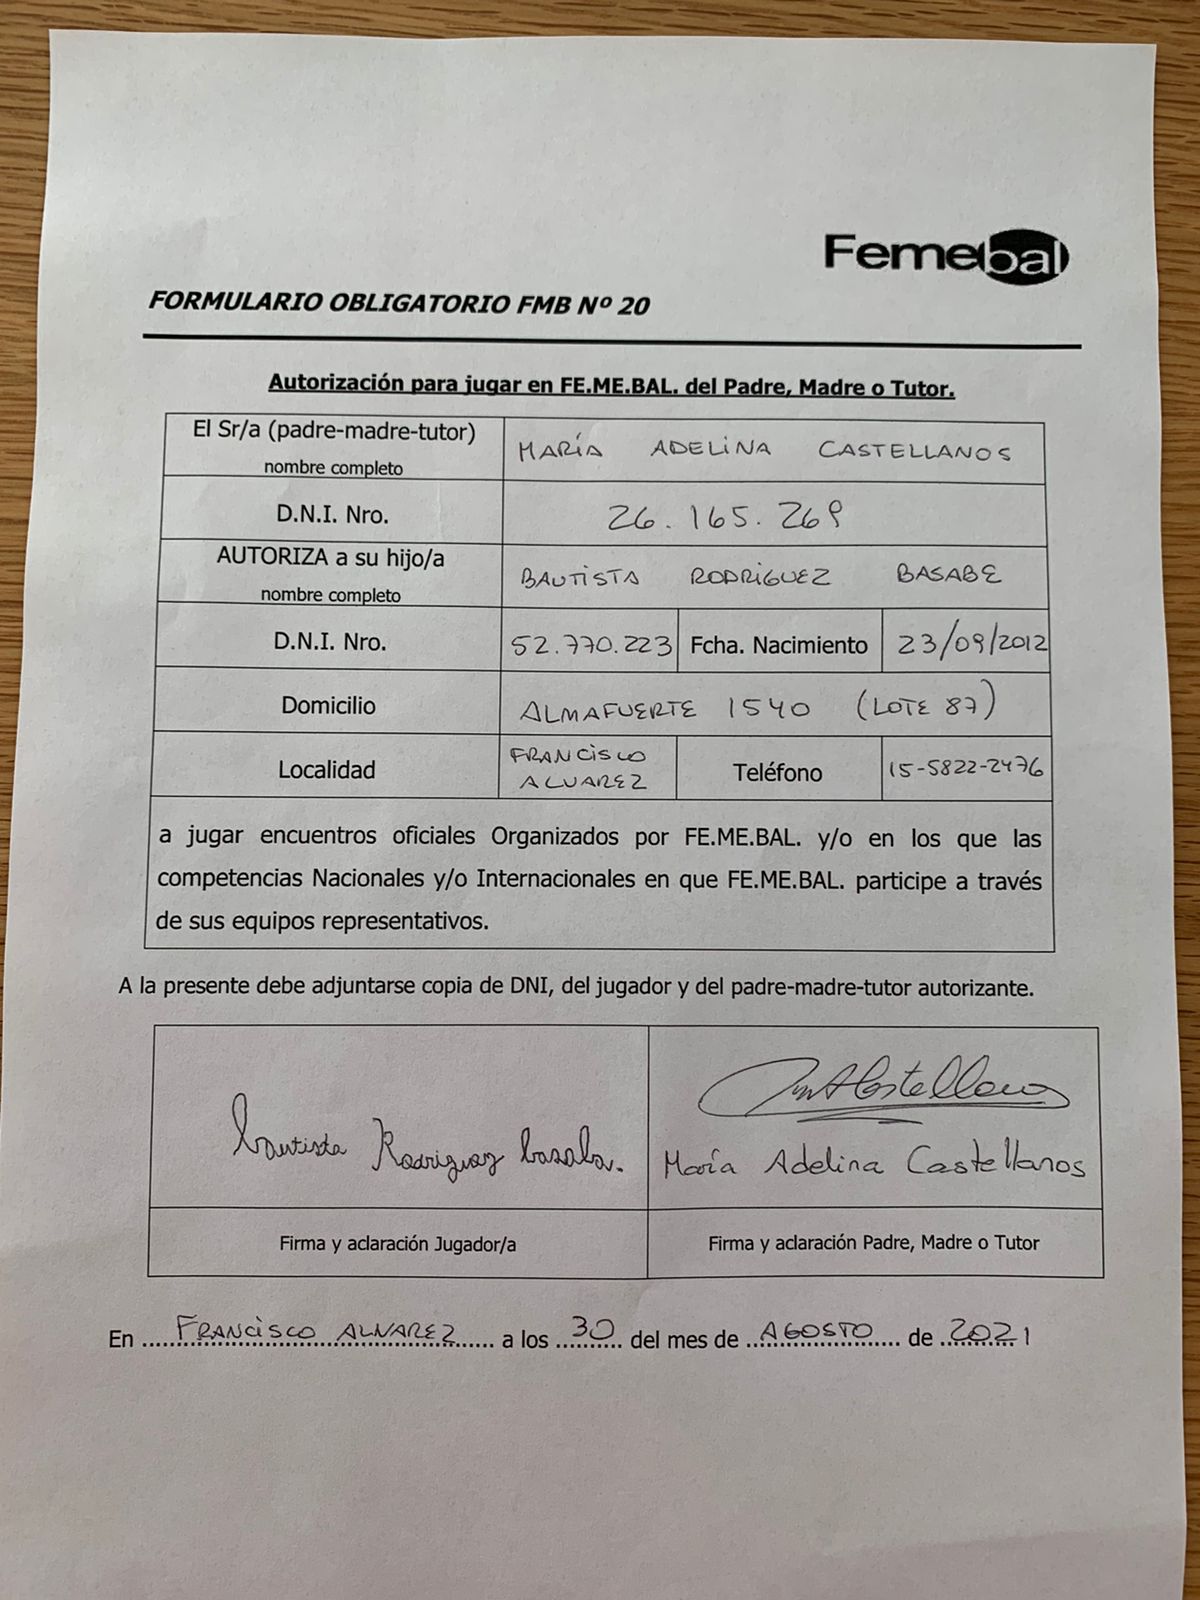 Femebal
FORMULARIO OBLIGATORIO FMB Nº 20
Autorización para jugar en FE.ME.BAL. del Padre, Madre o Tutor.
El Sr/a (padre-madre-tutor)
nombre completo
MARÍA ADELINA CASTELLANOS
D.N.I. Nro.
26.165.269
AUTORIZA a su hijo/a
nombre completo
BAUTISTA RODRIGUEZ BASABE
D.N.I. Nro.
52.770.223
Fcha. Nacimiento
23/09/2012
Domicilio
ALMAFUERTE 1540 (LOTE 87)
Localidad
FRANCISCO
ALVAREZ
Teléfono
15-5822-2476
a jugar encuentros oficiales Organizados por FE.ME.BAL. y/o en los que las
competencias Nacionales y/o Internacionales en que FE.ME.BAL. participe a través
de sus equipos representativos.
A la presente debe adjuntarse copia de DNI, del jugador y del padre-madre-tutor autorizante.
Bautista Rodriguez Basabe.
MACastellanos
María Adelina Castellanos
Firma y aclaración Jugador/a
Firma y aclaración Padre, Madre o Tutor
En FRANCISCO ALVAREZ a los 30 del mes de AGOSTO de 2021